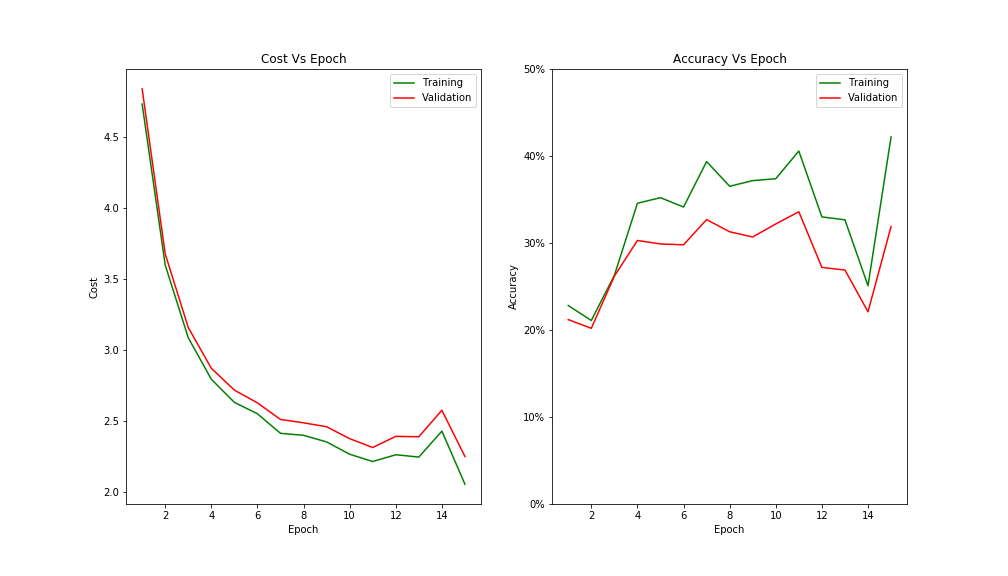 Cost Vs Epoch
Training
Validation
4.5
4.0
3.5
3.0
2.5
2.0
Cost
2 4 6 8 10 12 14
Epoch
Accuracy Vs Epoch
Training
Validation
50%
40%
30%
20%
10%
0%
Accuracy
2 4 6 8 10 12 14
Epoch